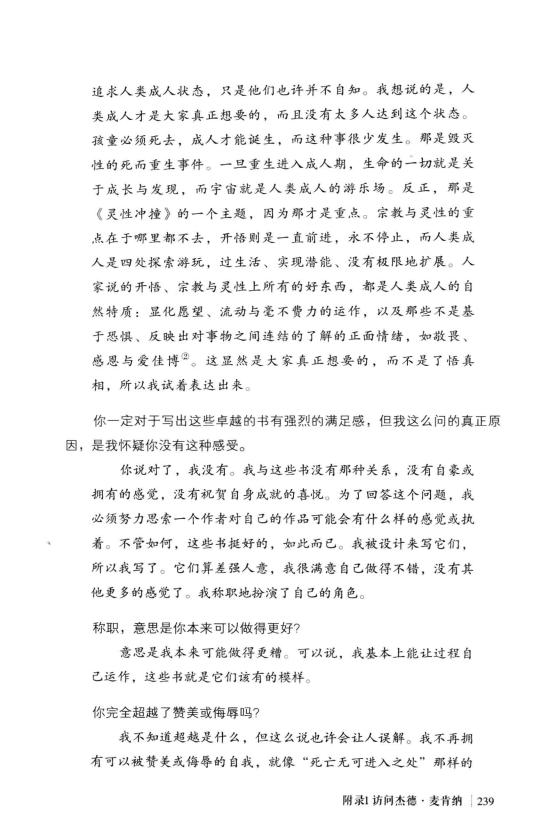 追求人类成人状态，只是他们也许并不自知。我想说的是，人
类成人才是大家真正想要的，而且没有太多人达到这个状态。
孩童必须死去，成人才能诞生，而这种事很少发生。那是毁灭
性的死而重生事件。一旦重生进入成人期，生命的一切就是关
于成长与发现，而宇宙就是人类成人的游乐场。反正，那是
《灵性冲撞》的一个主题，因为那才是重点。宗教与灵性的重
点在于哪里都不去，开悟则是一直前进，永不停止，而人类成
人是四处探索游玩，过生活、实现潜能、没有极限地扩展。人
家说的开悟、宗教与灵性上所有的好东西，都是人类成人的自
然特质：显化愿望、流动与毫不费力的运作，以及那些不是基
于恐惧、反映出对事物之间连结的了解的正面情绪，如敬畏、
感恩与爱佳博②。这显然是大家真正想要的，而不是了悟真
相，所以我试着表达出来。
你一定对于写出这些卓越的书有强烈的满足感，但我这么问的真正原
因，是我怀疑你没有这种感受。
你说对了，我没有。我与这些书没有那种关系，没有自豪或
拥有的感觉，没有祝贺自身成就的喜悦。为了回答这个问题，我
必须努力思索一个作者对自己的作品可能会有什么样的感觉或执
着。不管如何，这些书挺好的，如此而已。我被设计来写它们，
所以我写了。它们算差强人意，我很满意自己做得不错，没有其
他更多的感觉了。我称职地扮演了自己的角色。
称职，意思是你本来可以做得更好？
意思是我本来可能做得更糟。可以说，我基本上能让过程自
己运作，这些书就是它们该有的模样。
你完全超越了赞美或侮辱吗？
我不知道超越是什么，但这么说也许会让人误解。我不再拥
有可以被赞美或侮辱的自我，就像“死亡无可进入之处”那样的
附录1 访问杰德·麦肯纳 | 239